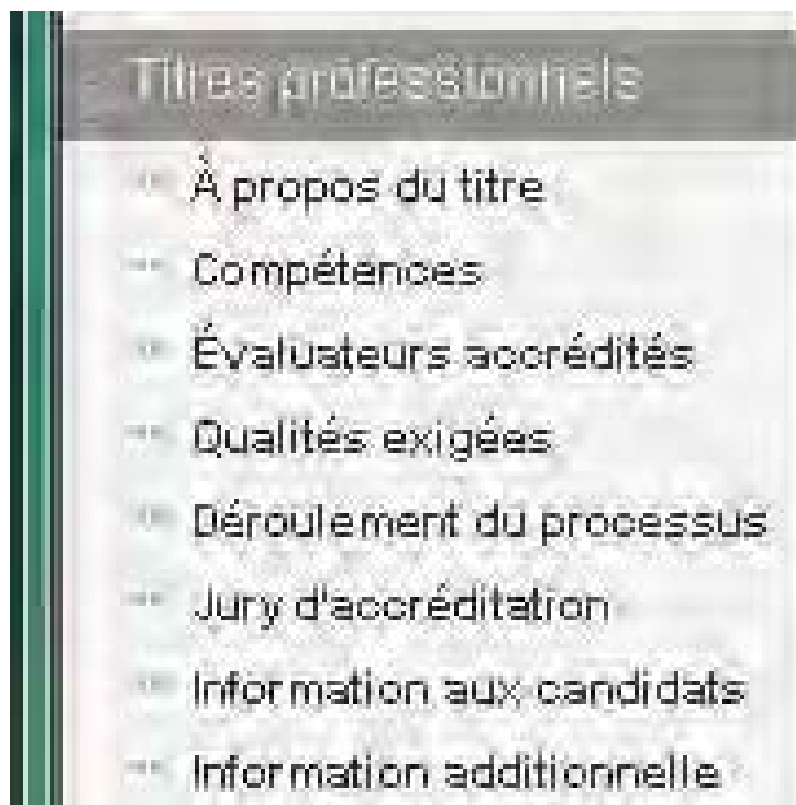 Titres professionnels
À propos du titre
Compétences
Évaluateurs accrédités
Qualités exigées
Déroulement du processus
Jury d'accréditation
Information aux candidats
Information additionnelle